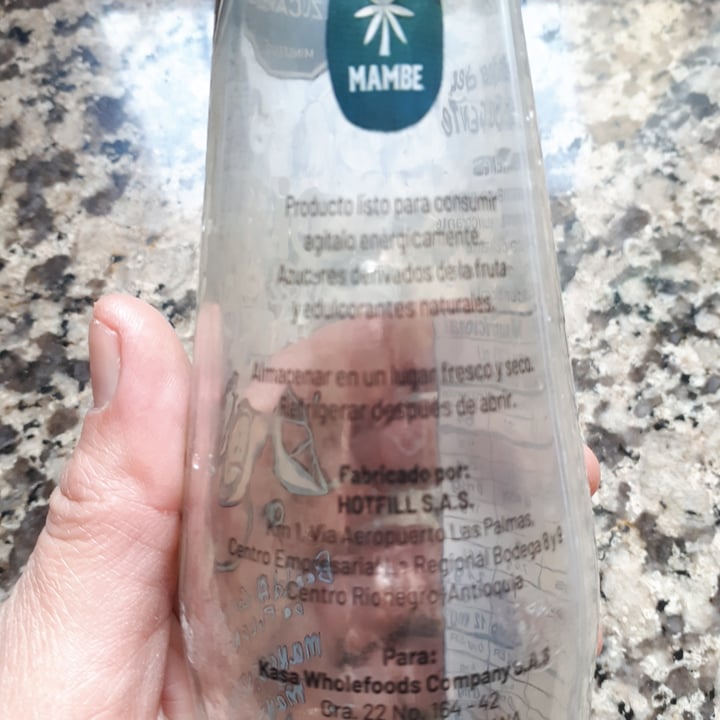 MAMBE
Producto listo para consumir
agítalo energicamente.
Azúcares derivados de la fruta
y edulcorantes naturales.
Almacenar en un lugar fresco y seco.
Refrigerar después de abrir.
Fabricado por:
HOTFILL S.A.S.
Km 1. Vía Aeropuerto Las Palmas,
Centro Empresarial La Regional Bodega 8 y 9
Centro Rionegro-Antioquia
Para:
Kasa Wholefoods Company S.A.S
Cra. 22 No. 164 - 42